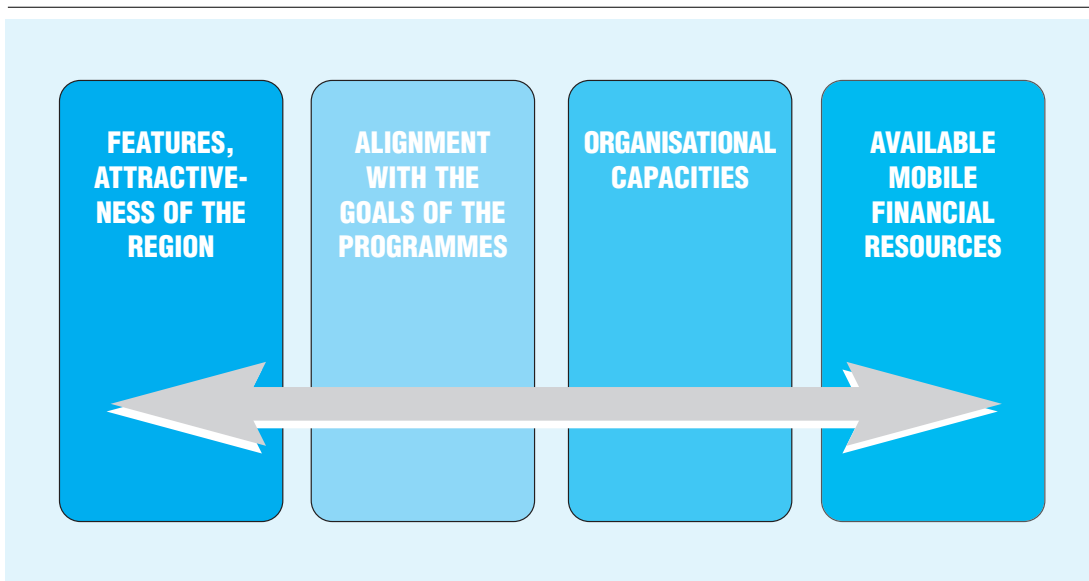 FEATURES,
ATTRACTIVE-
NESS OF THE
REGION
ALIGNMENT
WITH THE
GOALS OF THE
PROGRAMMES
ORGANISATIONAL
CAPACITIES
AVAILABLE
MOBILE
FINANCIAL
RESOURCES